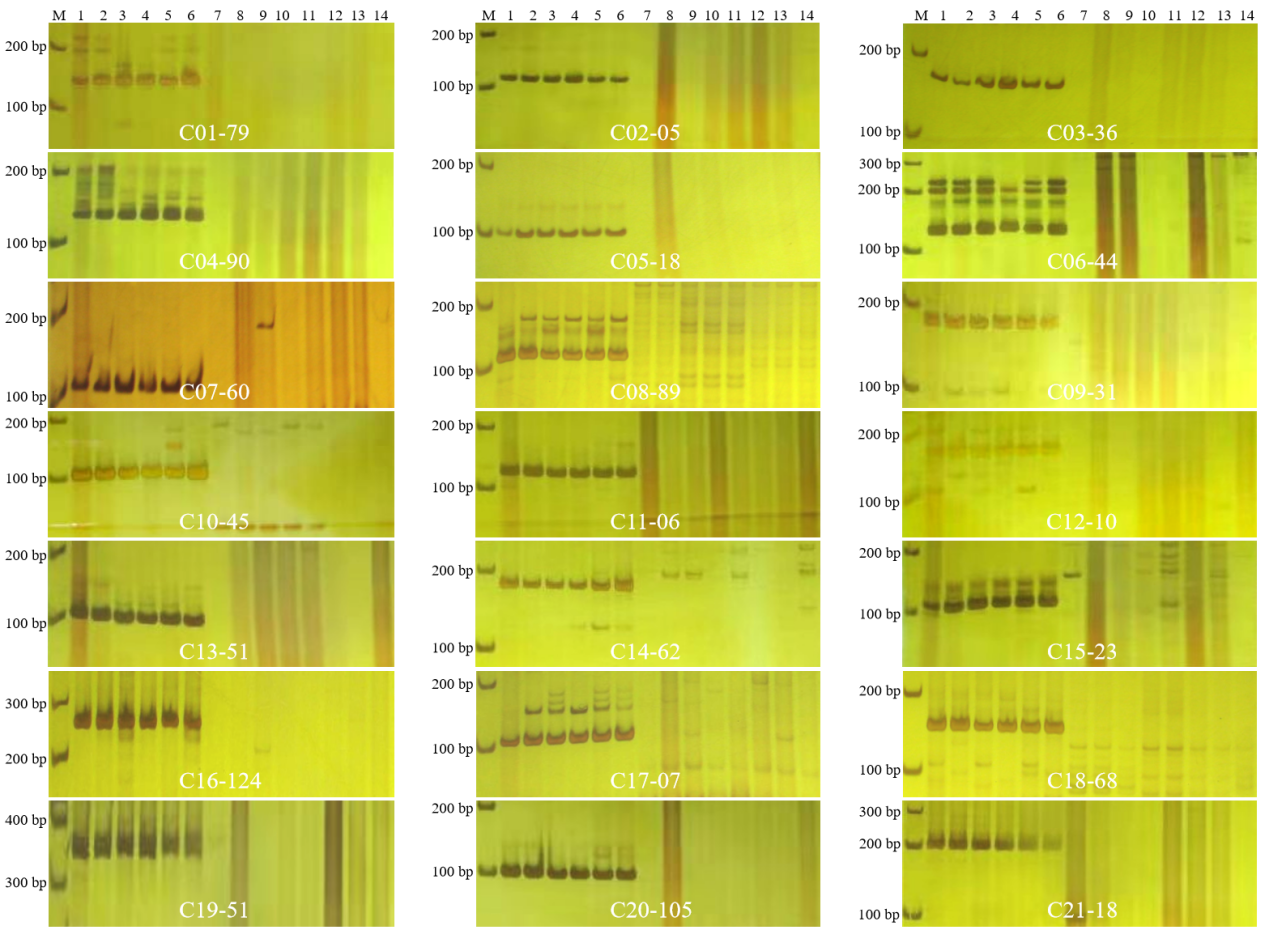 M 1 2 3 4 5 6 7 8 9 10 11 12 13 14
M 1 2 3 4 5 6 7 8 9 10 11 12 13 14
M 1 2 3 4 5 6 7 8 9 10 11 12 13 14
200 bp
100 bp
C01-79
200 bp
100 bp
C02-05
200 bp
100 bp
C03-36
200 bp
100 bp
C04-90
200 bp
100 bp
C05-18
300 bp
200 bp
100 bp
C06-44
200 bp
100 bp
C07-60
200 bp
100 bp
C08-89
200 bp
100 bp
C09-31
200 bp
100 bp
C10-45
200 bp
100 bp
C11-06
200 bp
100 bp
C12-10
200 bp
100 bp
C13-51
200 bp
100 bp
C14-62
200 bp
100 bp
C15-23
300 bp
200 bp
C16-124
200 bp
100 bp
C17-07
200 bp
100 bp
C18-68
400 bp
300 bp
C19-51
200 bp
100 bp
C20-105
300 bp
200 bp
100 bp
C21-18